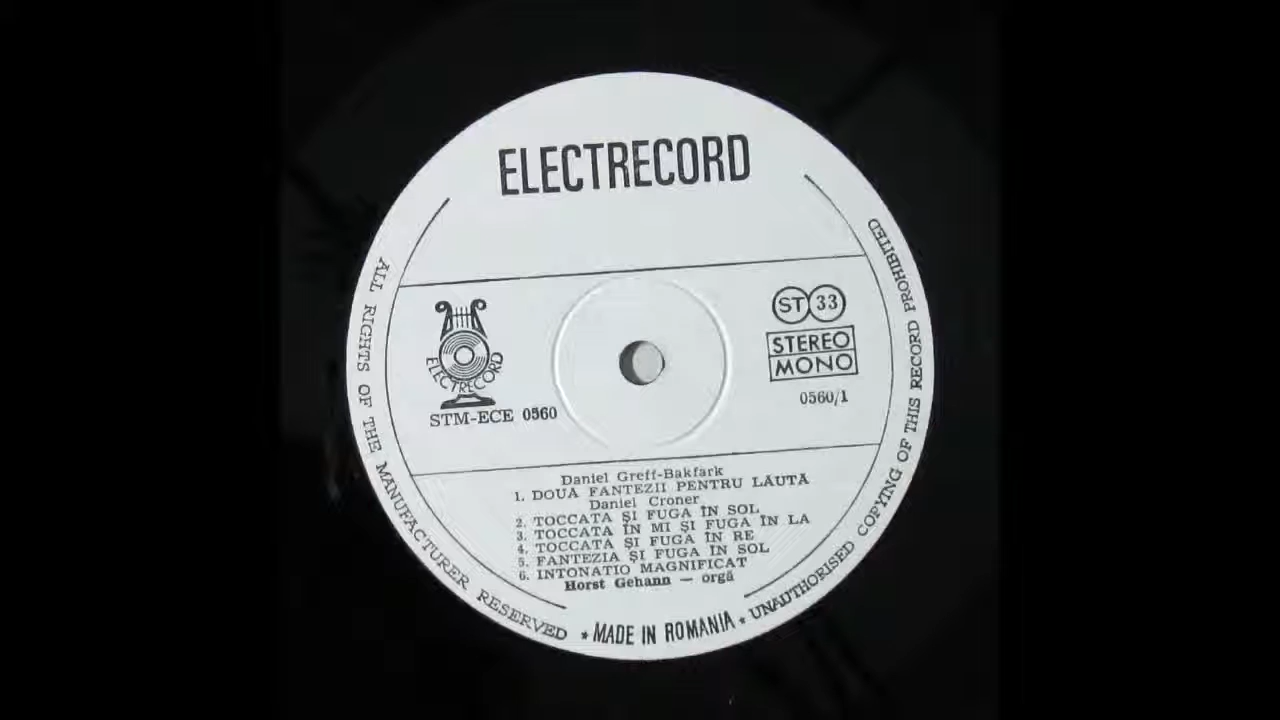 ELECTRECORD
ST 33
STEREO
MONO
ELECTRECORD
STM-ECE 0560
0560/1
Daniel Greff-Bakfark
1. DOUĂ FANTEZII PENTRU LĂUTĂ
Daniel Croner
2. TOCCATA ŞI FUGA ÎN SOL
3. TOCCATA ÎN MI ŞI FUGA ÎN LA
4. TOCCATA ŞI FUGA ÎN RE
5. FANTEZIA ŞI FUGA ÎN SOL
6. INTONATIO MAGNIFICAT
Horst Gehann — orgă
ALL RIGHTS OF THE MANUFACTURER RESERVED * MADE IN ROMANIA * UNAUTHORISED COPYING OF THIS RECORD PROHIBITED